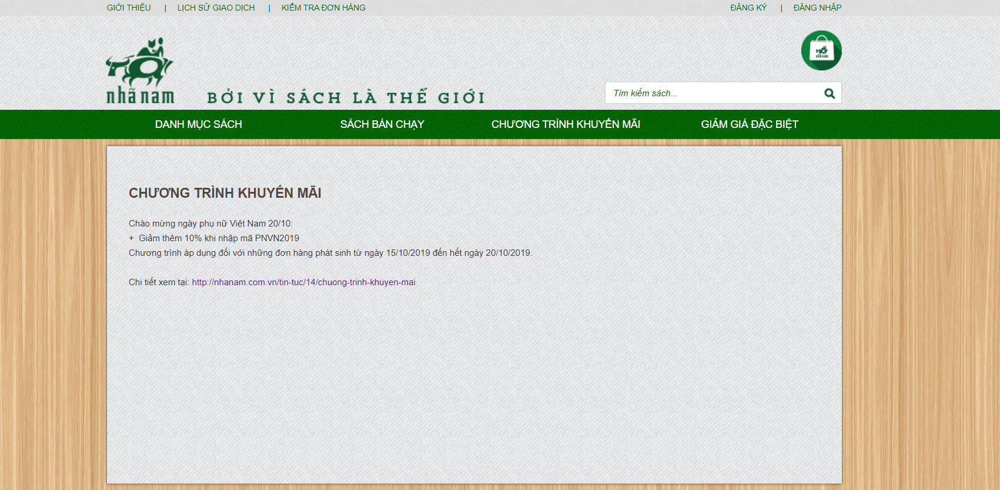 GIỚI THIỆU | LỊCH SỬ GIAO DỊCH | KIỂM TRA ĐƠN HÀNG ĐĂNG KÝ | ĐĂNG NHẬP
nhã nam
nhã nam BỞI VÌ SÁCH LÀ THẾ GIỚI
Tìm kiếm sách...
DANH MỤC SÁCH SÁCH BÁN CHẠY CHƯƠNG TRÌNH KHUYẾN MÃI GIẢM GIÁ ĐẶC BIỆT
CHƯƠNG TRÌNH KHUYẾN MÃI
Chào mừng ngày phụ nữ Việt Nam 20/10:
+ Giảm thêm 10% khi nhập mã PNVN2019
Chương trình áp dụng đối với những đơn hàng phát sinh từ ngày 15/10/2019 đến hết ngày 20/10/2019.
Chi tiết xem tại: http://nhanam.com.vn/tin-tuc/14/chuong-trinh-khuyen-mai